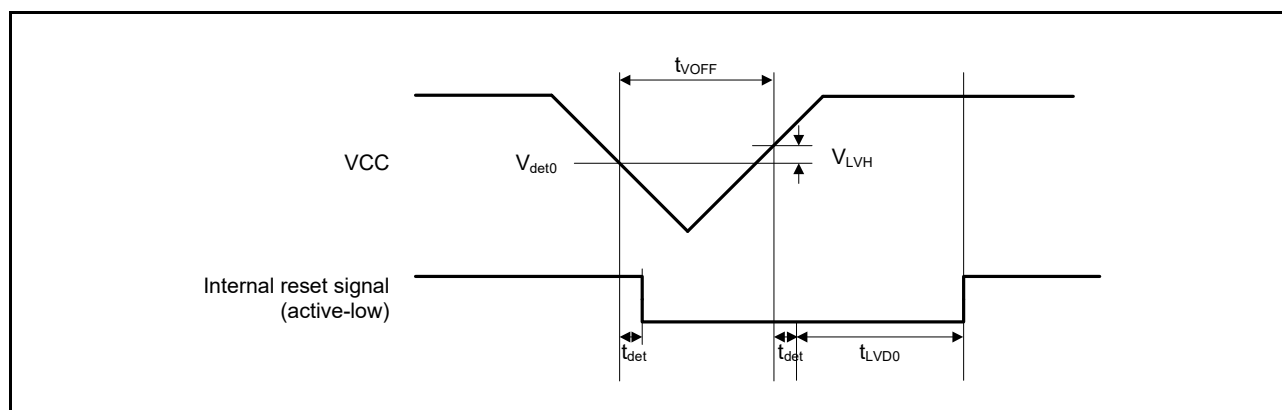 tVOFF
VCC
Vdet0
VLVH
Internal reset signal
(active-low)
tdet
tdet
tLVD0